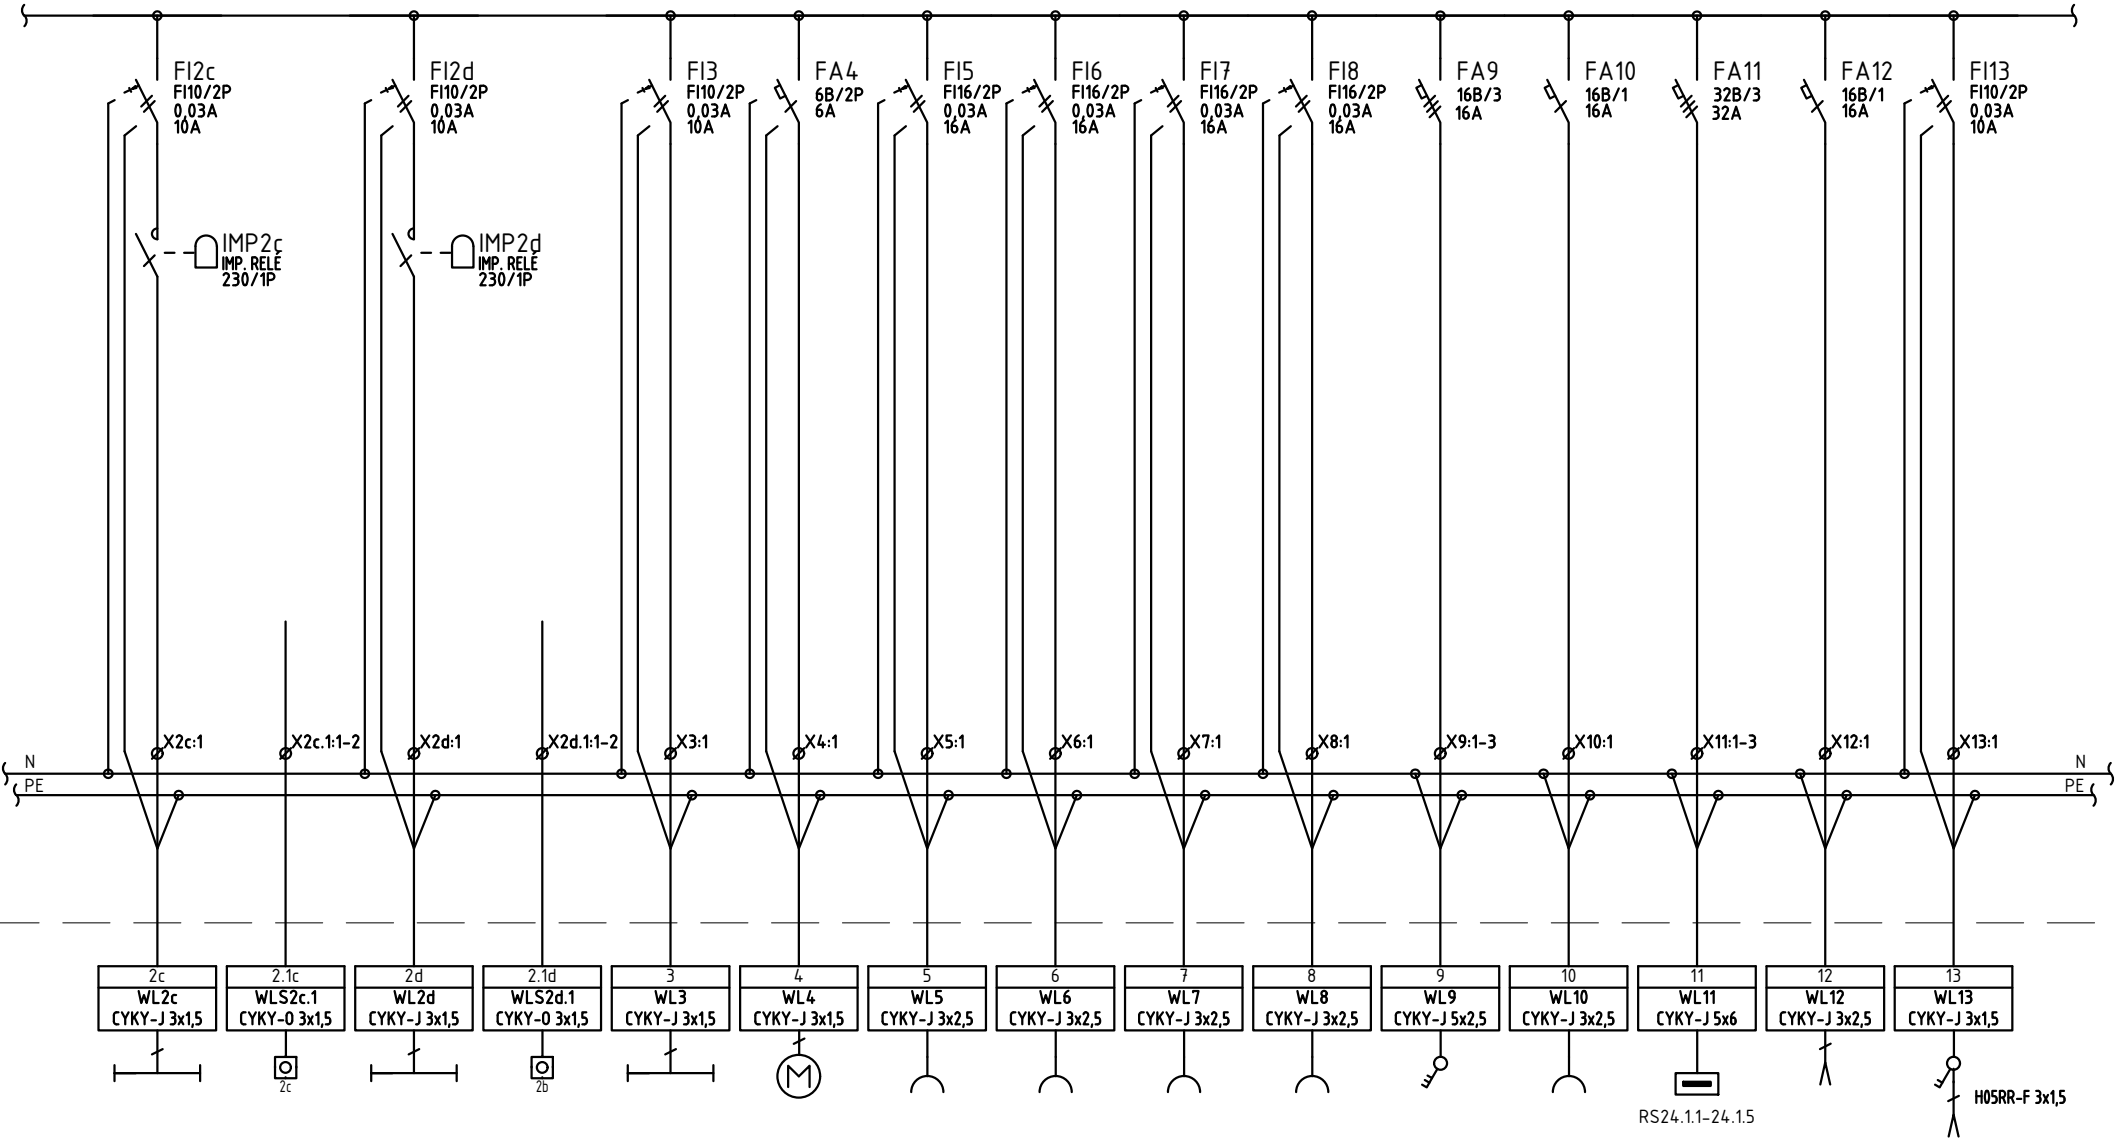 FI2c
FI10/2P
0,03A
10A
FI2d
FI10/2P
0,03A
10A
FI3
FI10/2P
0,03A
10A
FA4
6B/2P
6A
FI5
FI16/2P
0,03A
16A
FI6
FI16/2P
0,03A
16A
FI7
FI16/2P
0,03A
16A
FI8
FI16/2P
0,03A
16A
FA9
16B/3
16A
FA10
16B/1
16A
FA11
32B/3
32A
FA12
16B/1
16A
FI13
FI10/2P
0,03A
10A
IMP2c
IMP. RELÉ
230/1P
IMP2d
IMP. RELÉ
230/1P
X2c:1
X2c.1:1-2
X2d:1
X2d.1:1-2
X3:1
X4:1
X5:1
X6:1
X7:1
X8:1
X9:1-3
X10:1
X11:1-3
X12:1
X13:1
N
N
PE
PE
2c
WL2c
CYKY-J 3x1,5
2.1c
WLS2c.1
CYKY-O 3x1,5
2d
WL2d
CYKY-J 3x1,5
2.1d
WLS2d.1
CYKY-O 3x1,5
3
WL3
CYKY-J 3x1,5
4
WL4
CYKY-J 3x1,5
5
WL5
CYKY-J 3x2,5
6
WL6
CYKY-J 3x2,5
7
WL7
CYKY-J 3x2,5
8
WL8
CYKY-J 3x2,5
9
WL9
CYKY-J 5x2,5
10
WL10
CYKY-J 3x2,5
11
WL11
CYKY-J 5x6
12
WL12
CYKY-J 3x2,5
13
WL13
CYKY-J 3x1,5
2c
2b
M
RS24.1.1-24.1.5
H05RR-F 3x1,5